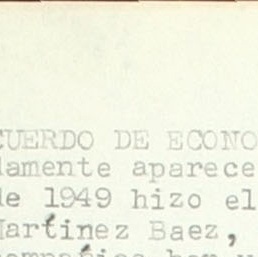 CUERDO DE ECONO
damente aparece
de 1949 hizo el
Martinez Baez,